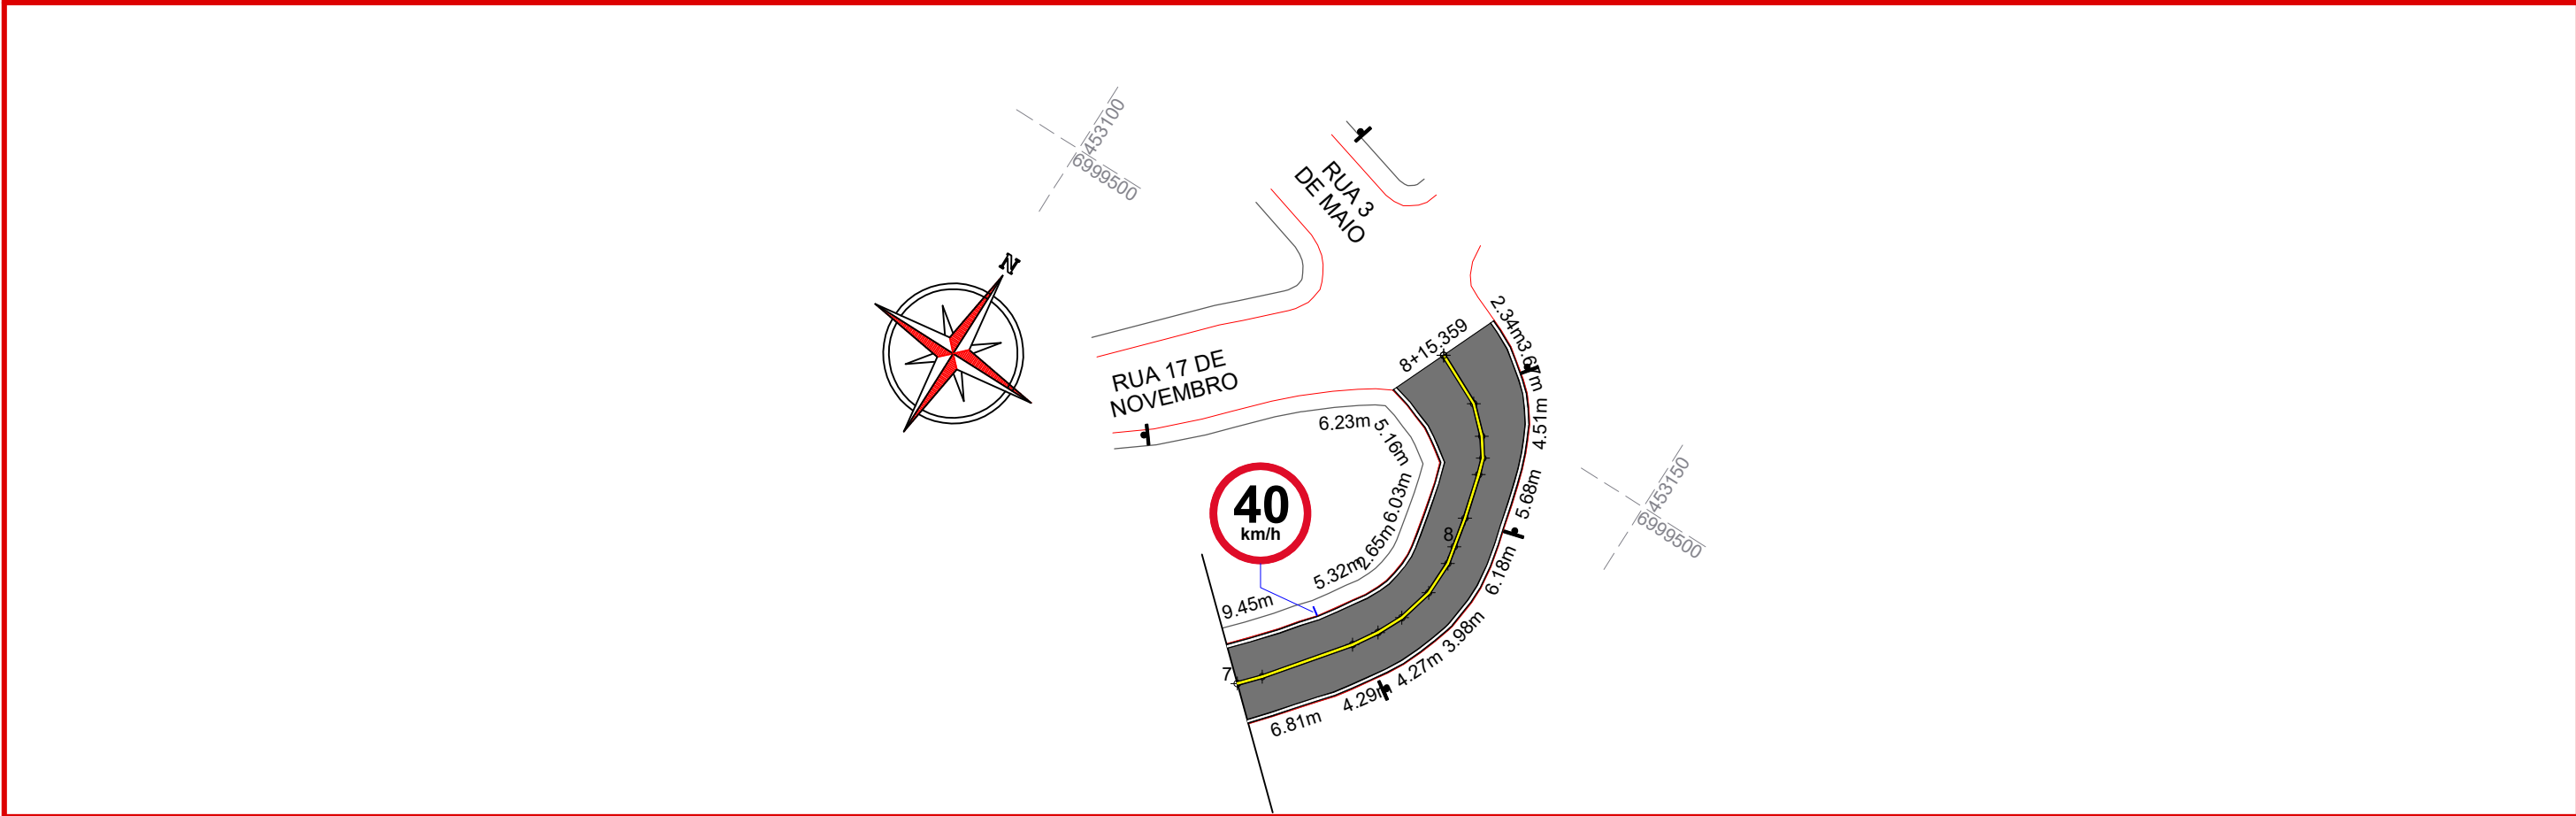 453100
6999500
RUA 3
DE MAIO
N
2.34m
3.67m
8+15.359
RUA 17 DE
NOVEMBRO
6.23m
5.16m
4.51m
40
km/h
6.03m
5.68m
453150
6999500
8
2.65m
5.32m
6.18m
9.45m
3.98m
7
4.27m
4.29m
6.81m